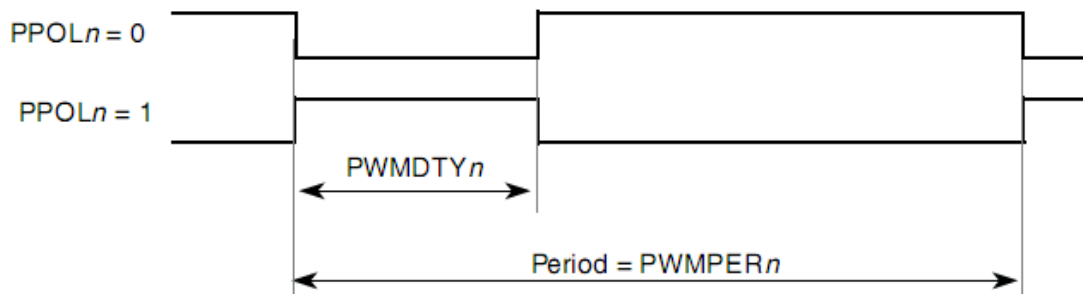 PPOLn = 0
PPOLn = 1
PWMDTYn
Period = PWMPERn